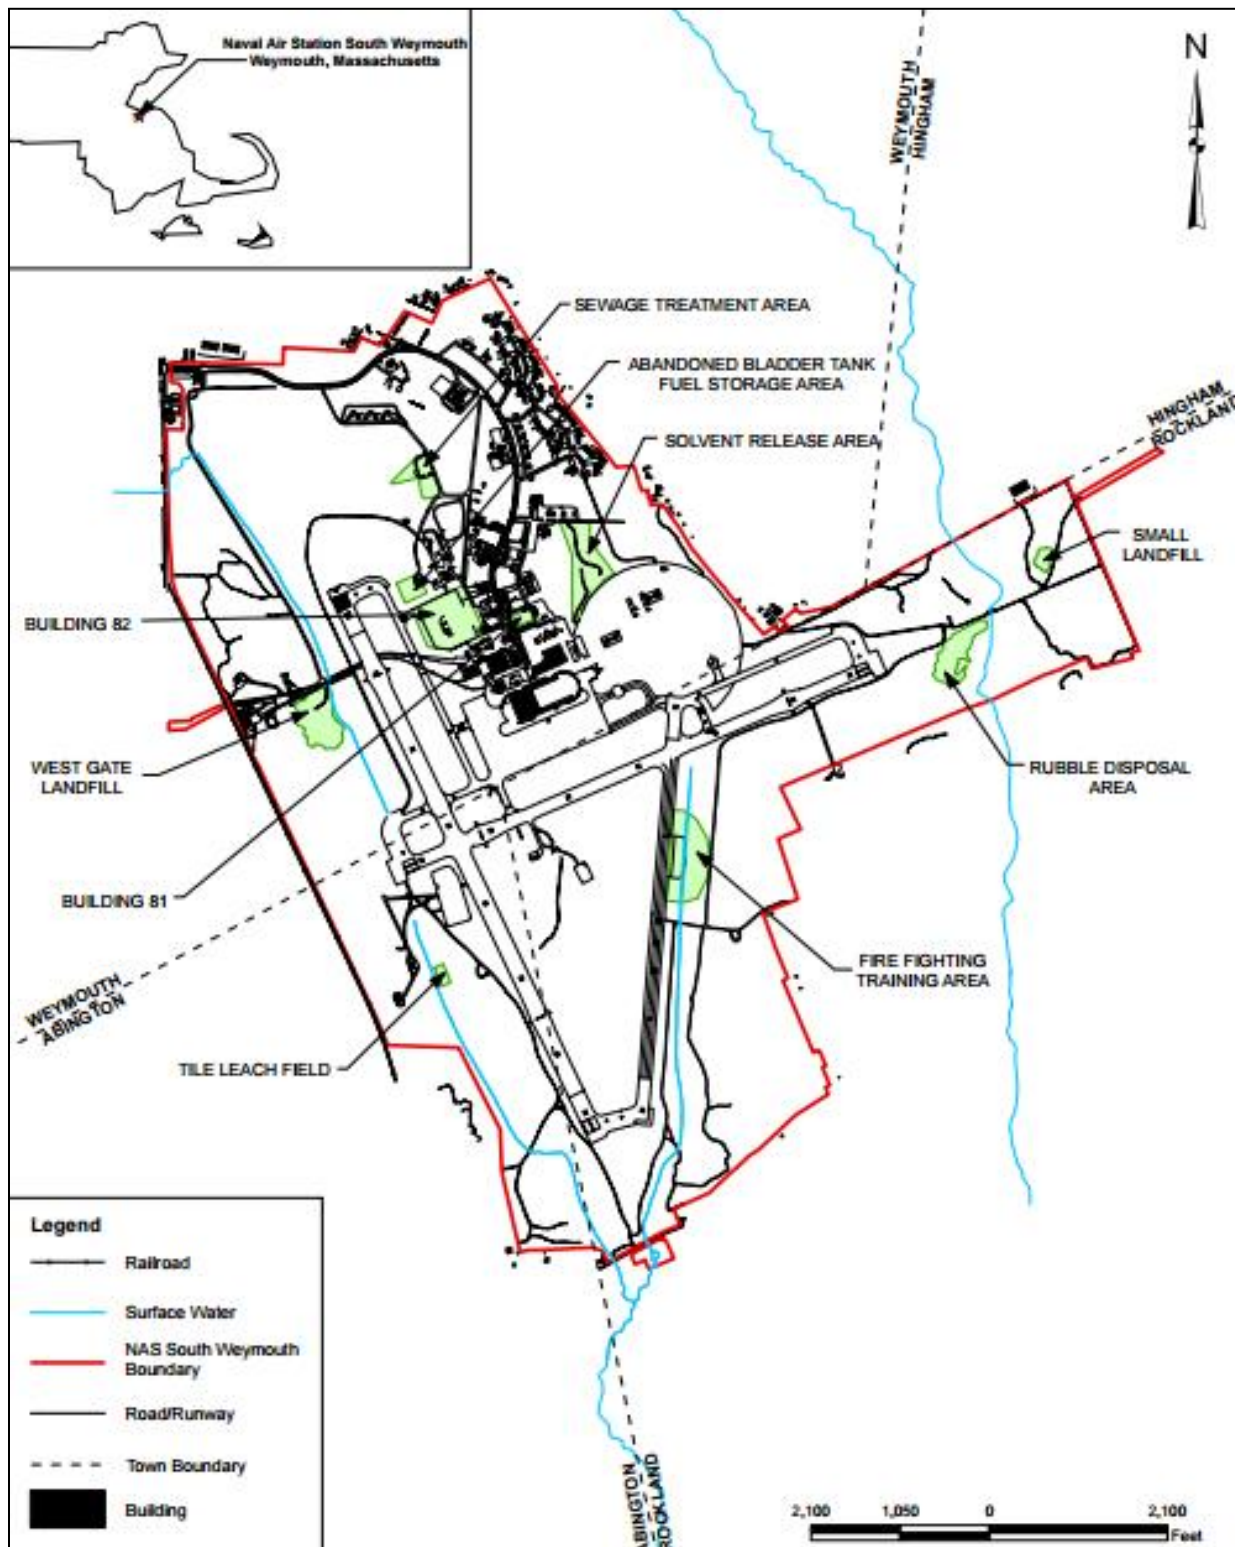 Naval Air Station South Weymouth
Weymouth, Massachusetts
N
WEYMOUTH
HINGHAM
SEWAGE TREATMENT AREA
ABANDONED BLADDER TANK
FUEL STORAGE AREA
SOLVENT RELEASE AREA
HINGHAM
ROCKLAND
SMALL
LANDFILL
BUILDING 82
WEST GATE
LANDFILL
RUBBLE DISPOSAL
AREA
BUILDING 81
FIRE FIGHTING
TRAINING AREA
WEYMOUTH
ABINGTON
TILE LEACH FIELD
Legend
Railroad
Surface Water
NAS South Weymouth
Boundary
Road/Runway
Town Boundary
Building
ABINGTON
ROCKLAND
2,100 1,050 0 2,100
Feet